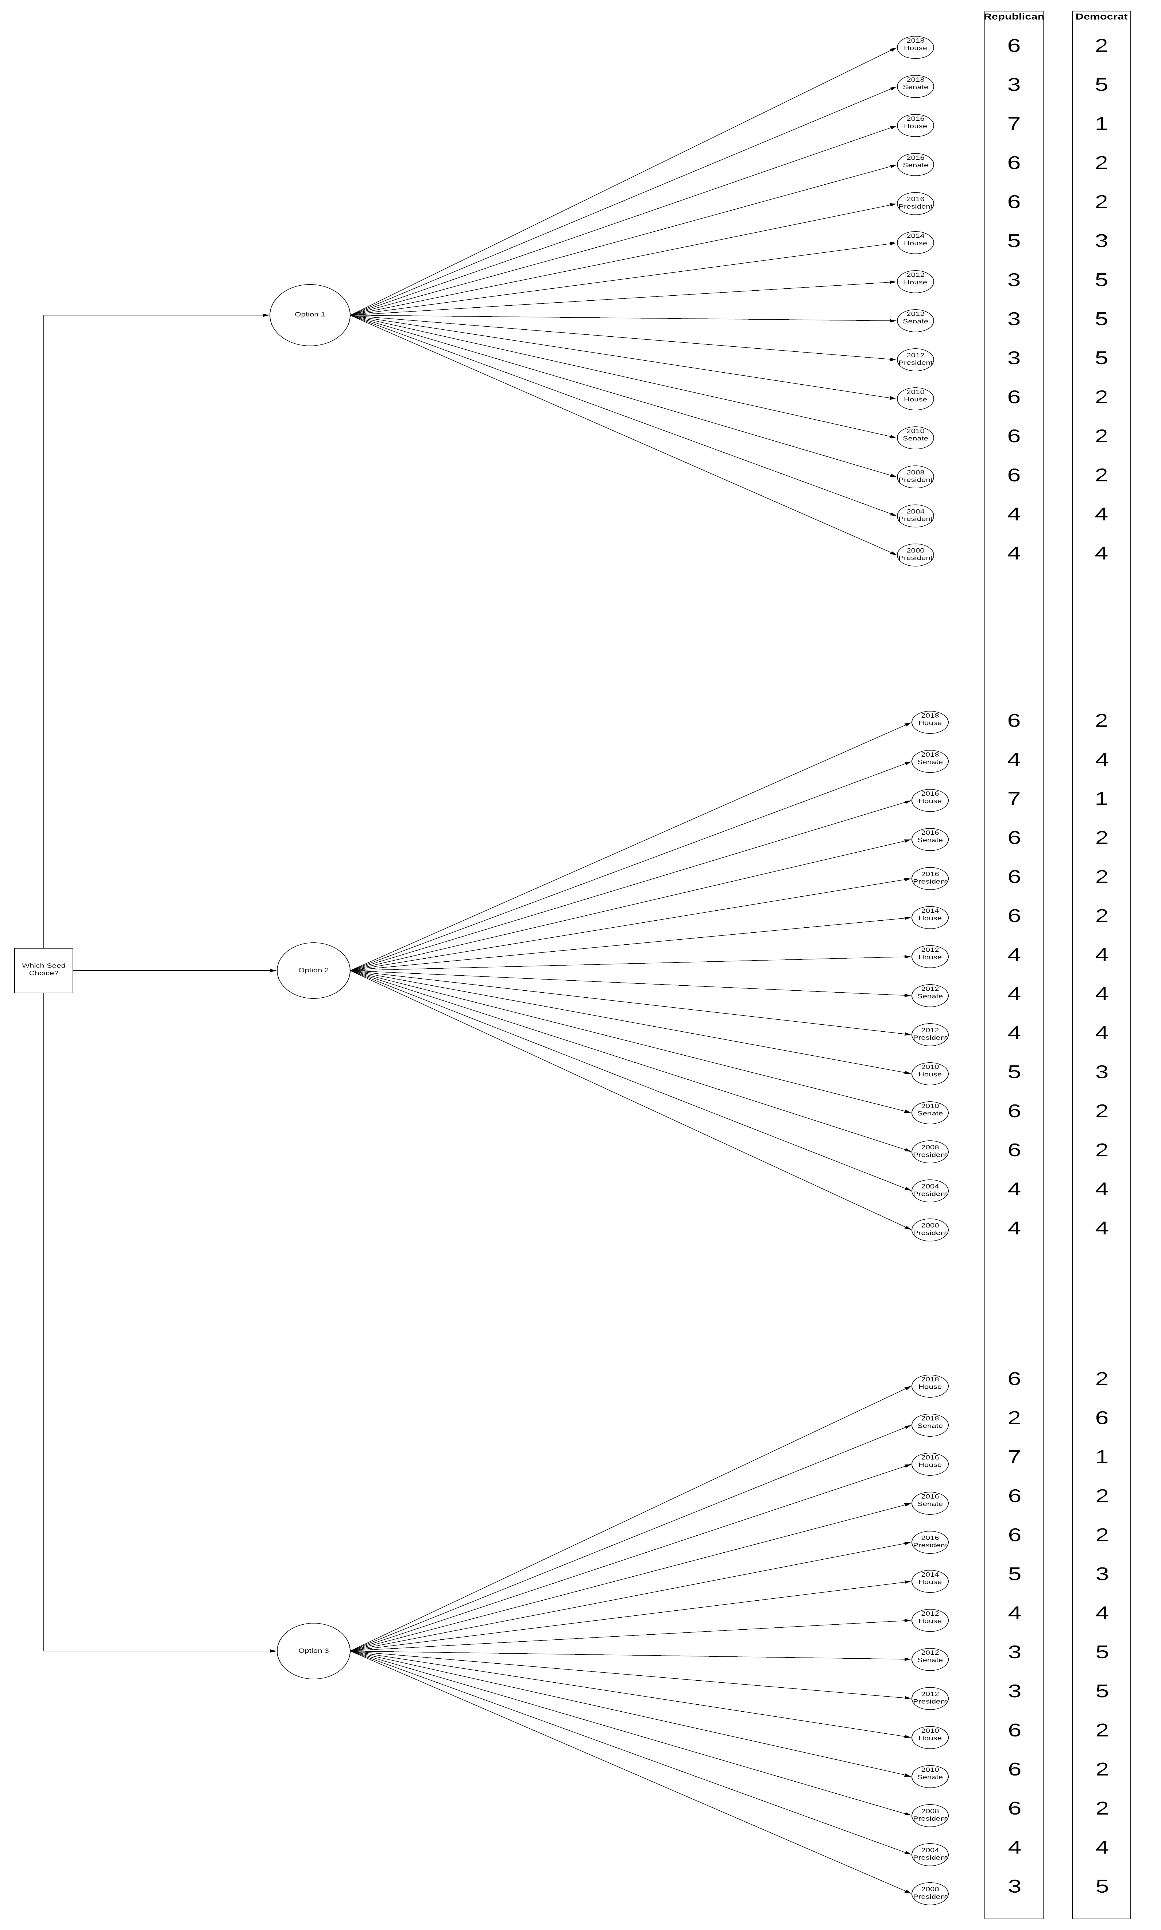 Republican Democrat
2018
House
6 2
2018
Senate
3 5
2016
House
7 1
2016
Senate
6 2
2016
President
6 2
2014
House
5 3
2012
House
3 5
Option 1
2012
Senate
3 5
2012
President
3 5
2010
House
6 2
2010
Senate
6 2
2008
President
6 2
2004
President
4 4
2000
President
4 4
2018
House
6 2
2018
Senate
4 4
2016
House
7 1
2016
Senate
6 2
2016
President
6 2
2014
House
6 2
2012
House
4 4
Which Seed
Choice?
Option 2
2012
Senate
4 4
2012
President
4 4
2010
House
5 3
2010
Senate
6 2
2008
President
6 2
2004
President
4 4
2000
President
4 4
2018
House
6 2
2018
Senate
2 6
2016
House
7 1
2016
Senate
6 2
2016
President
6 2
2014
House
5 3
2012
House
4 4
Option 3
2012
Senate
3 5
2012
President
3 5
2010
House
6 2
2010
Senate
6 2
2008
President
6 2
2004
President
4 4
2000
President
3 5